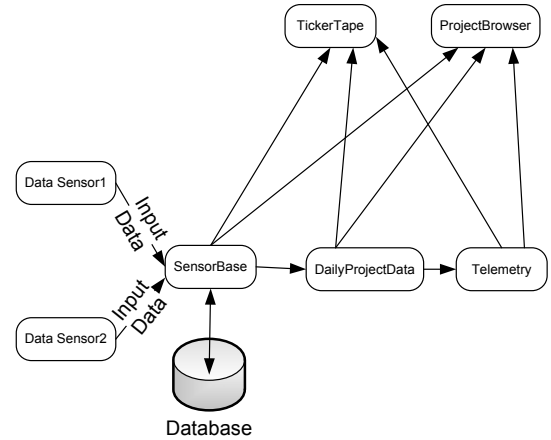 TickerTape
ProjectBrowser
Data Sensor1
Input
Data
SensorBase
DailyProjectData
Telemetry
Input
Data
Data Sensor2
Database